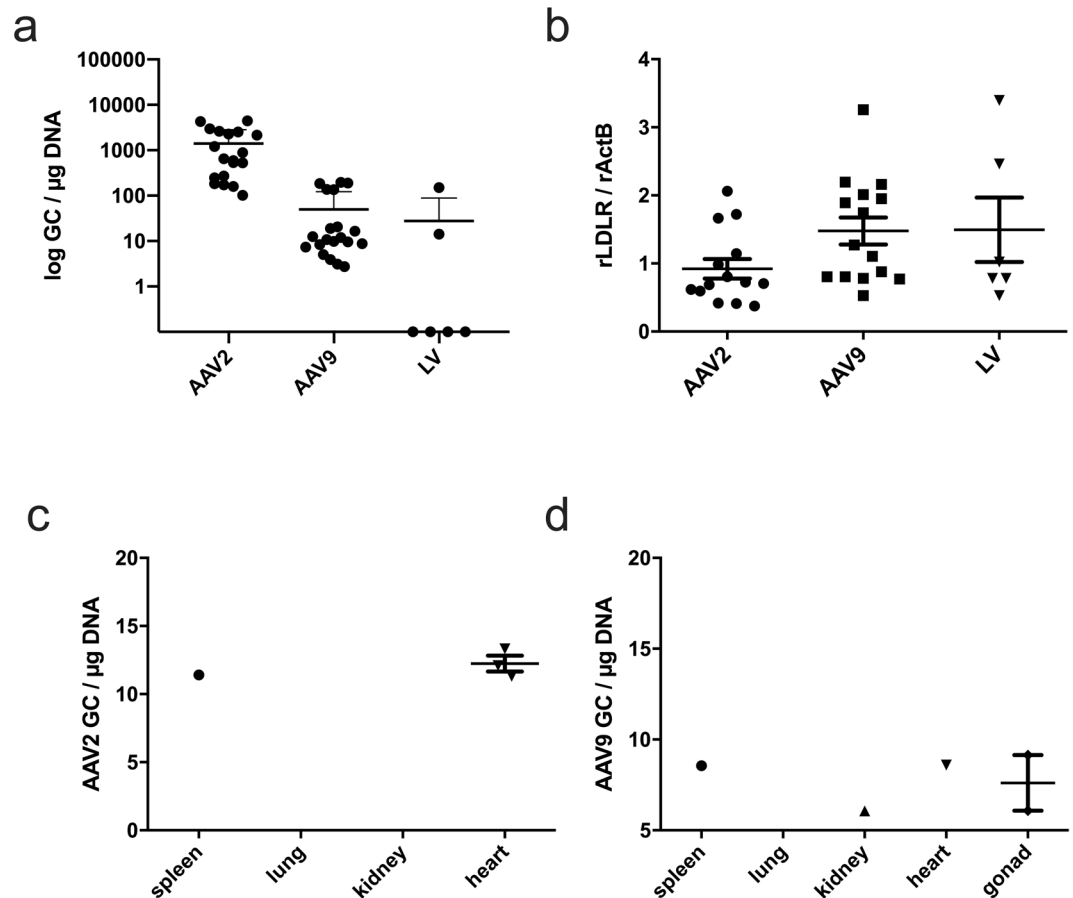 a
100000
10000
1000
100
10
1
log GC / µg DNA
AAV2
AAV9
LV
b
4
3
2
1
0
rLDLR / rActB
AAV2
AAV9
LV
c
20
15
10
5
0
AAV2 GC / µg DNA
spleen
lung
kidney
heart
d
20
15
10
5
AAV9 GC / µg DNA
spleen
lung
kidney
heart
gonad